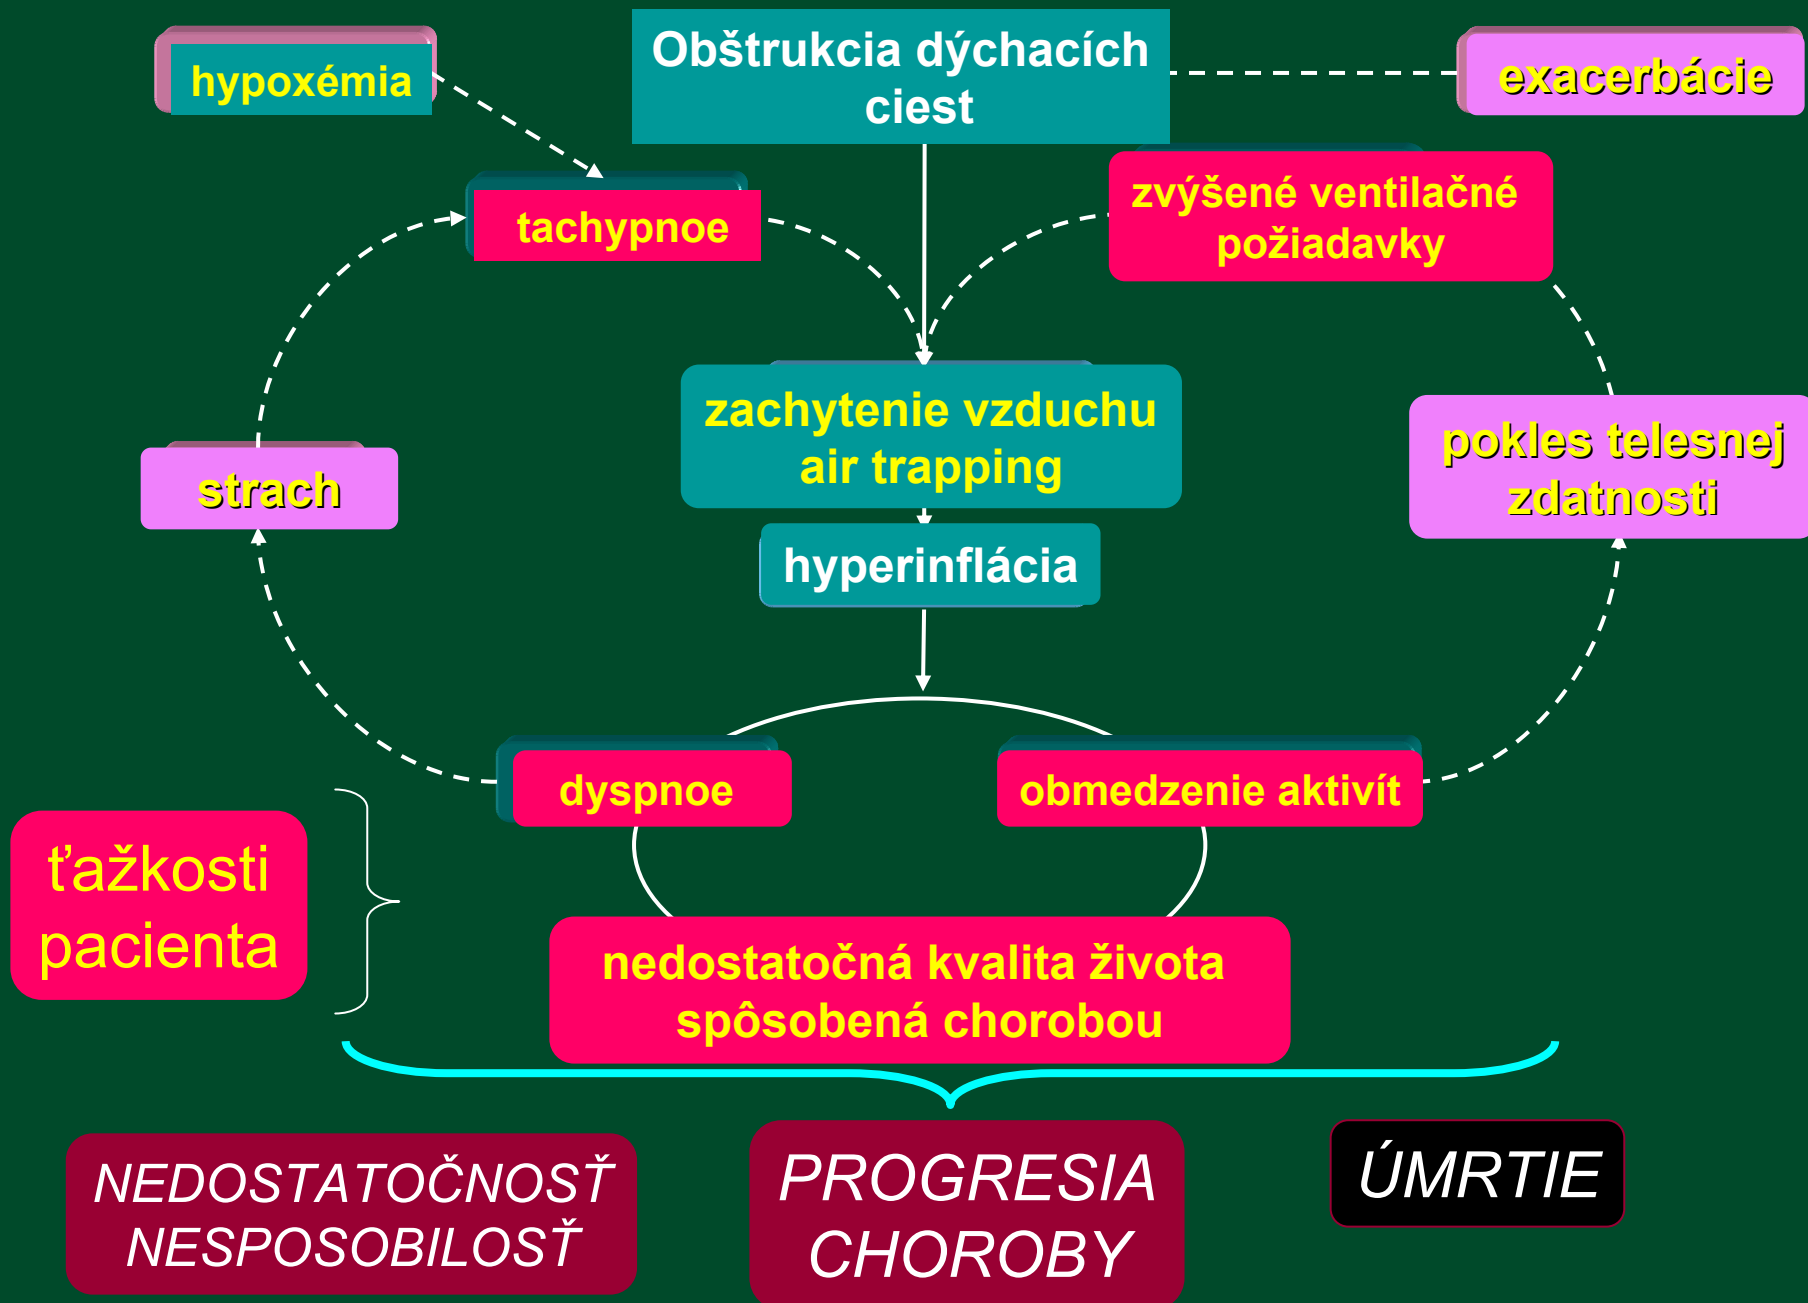 hypoxémia
Obštrukcia dýchacích
ciest
exacerbácie
tachypnoe
zvýšené ventilačné
požiadavky
zachytenie vzduchu
air trapping
strach
pokles telesnej
zdatnosti
hyperinflácia
dyspnoe
obmedzenie aktivít
ťažkosti
pacienta
nedostatočná kvalita života
spôsobená chorobou
NEDOSTATOČNOSŤ
NESPOSOBILOSŤ
PROGRESIA
CHOROBY
ÚMRTIE